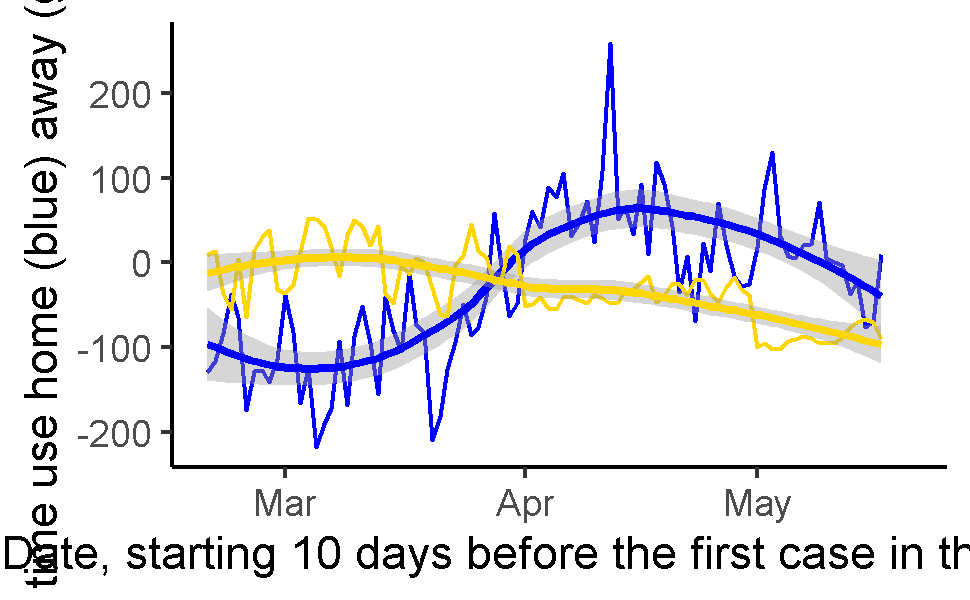 time use home (blue) away (
200
100
0
-100
-200
Mar Apr May
Date, starting 10 days before the first case in th